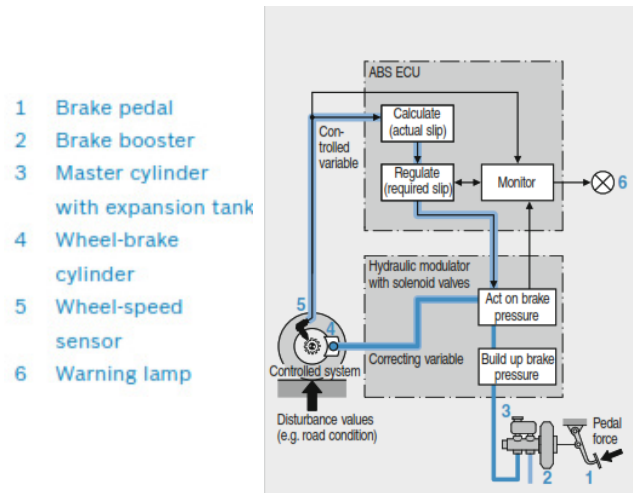 1 Brake pedal
2 Brake booster
3 Master cylinder
with expansion tank
4 Wheel-brake
cylinder
5 Wheel-speed
sensor
6 Warning lamp
ABS ECU
Con-
trolled
variable
Calculate
(actual slip)
Regulate
(required slip)
Monitor
6
Hydraulic modulator
with solenoid valves
Act on brake
pressure
5
4
Correcting variable
Build up brake
pressure
Controlled system
Disturbance values
(e.g. road condition)
3
Pedal
force
2
1